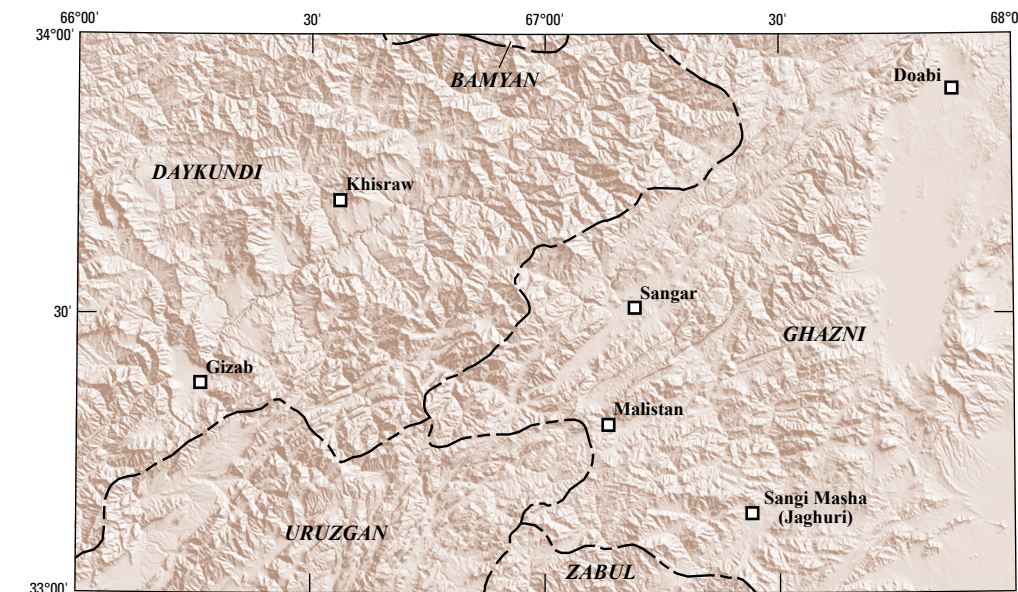 66°00'
30'
67°00'
30'
68°0
34°00'
BAMYAN
Doabi
DAYKUNDI
Khisraw
Sangar
30'
GHAZNI
Gizab
Malistan
Sangi Masha
(Jaghuri)
URUZGAN
ZABUL
33°00'